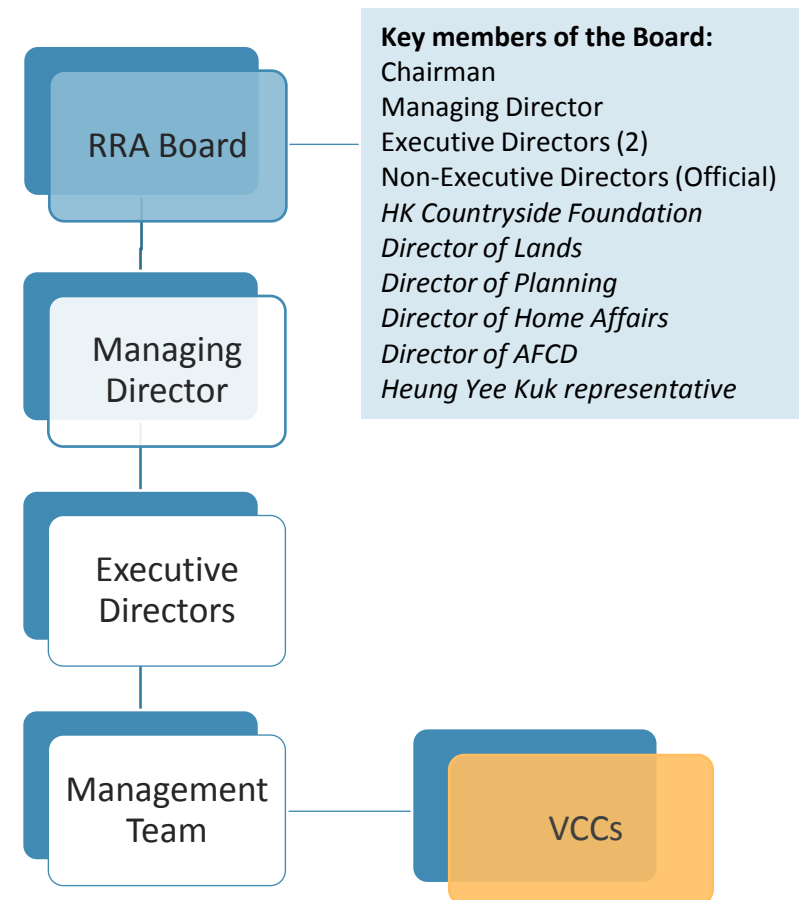 RRA Board
Key members of the Board:
Chairman
Managing Director
Executive Directors (2)
Non-Executive Directors (Official)
HK Countryside Foundation
Director of Lands
Director of Planning
Director of Home Affairs
Director of AFCD
Heung Yee Kuk representative
Managing
Director
Executive
Directors
Management
Team
VCCs